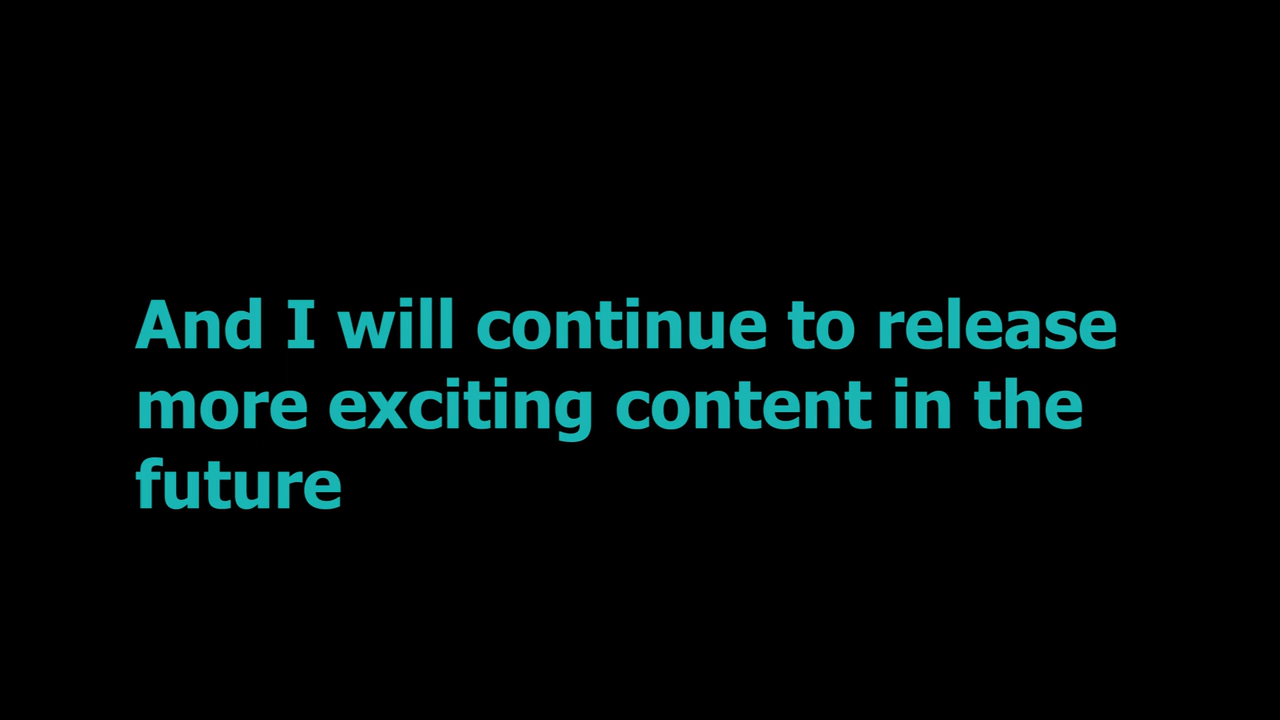 And I will continue to release
more exciting content in the
future